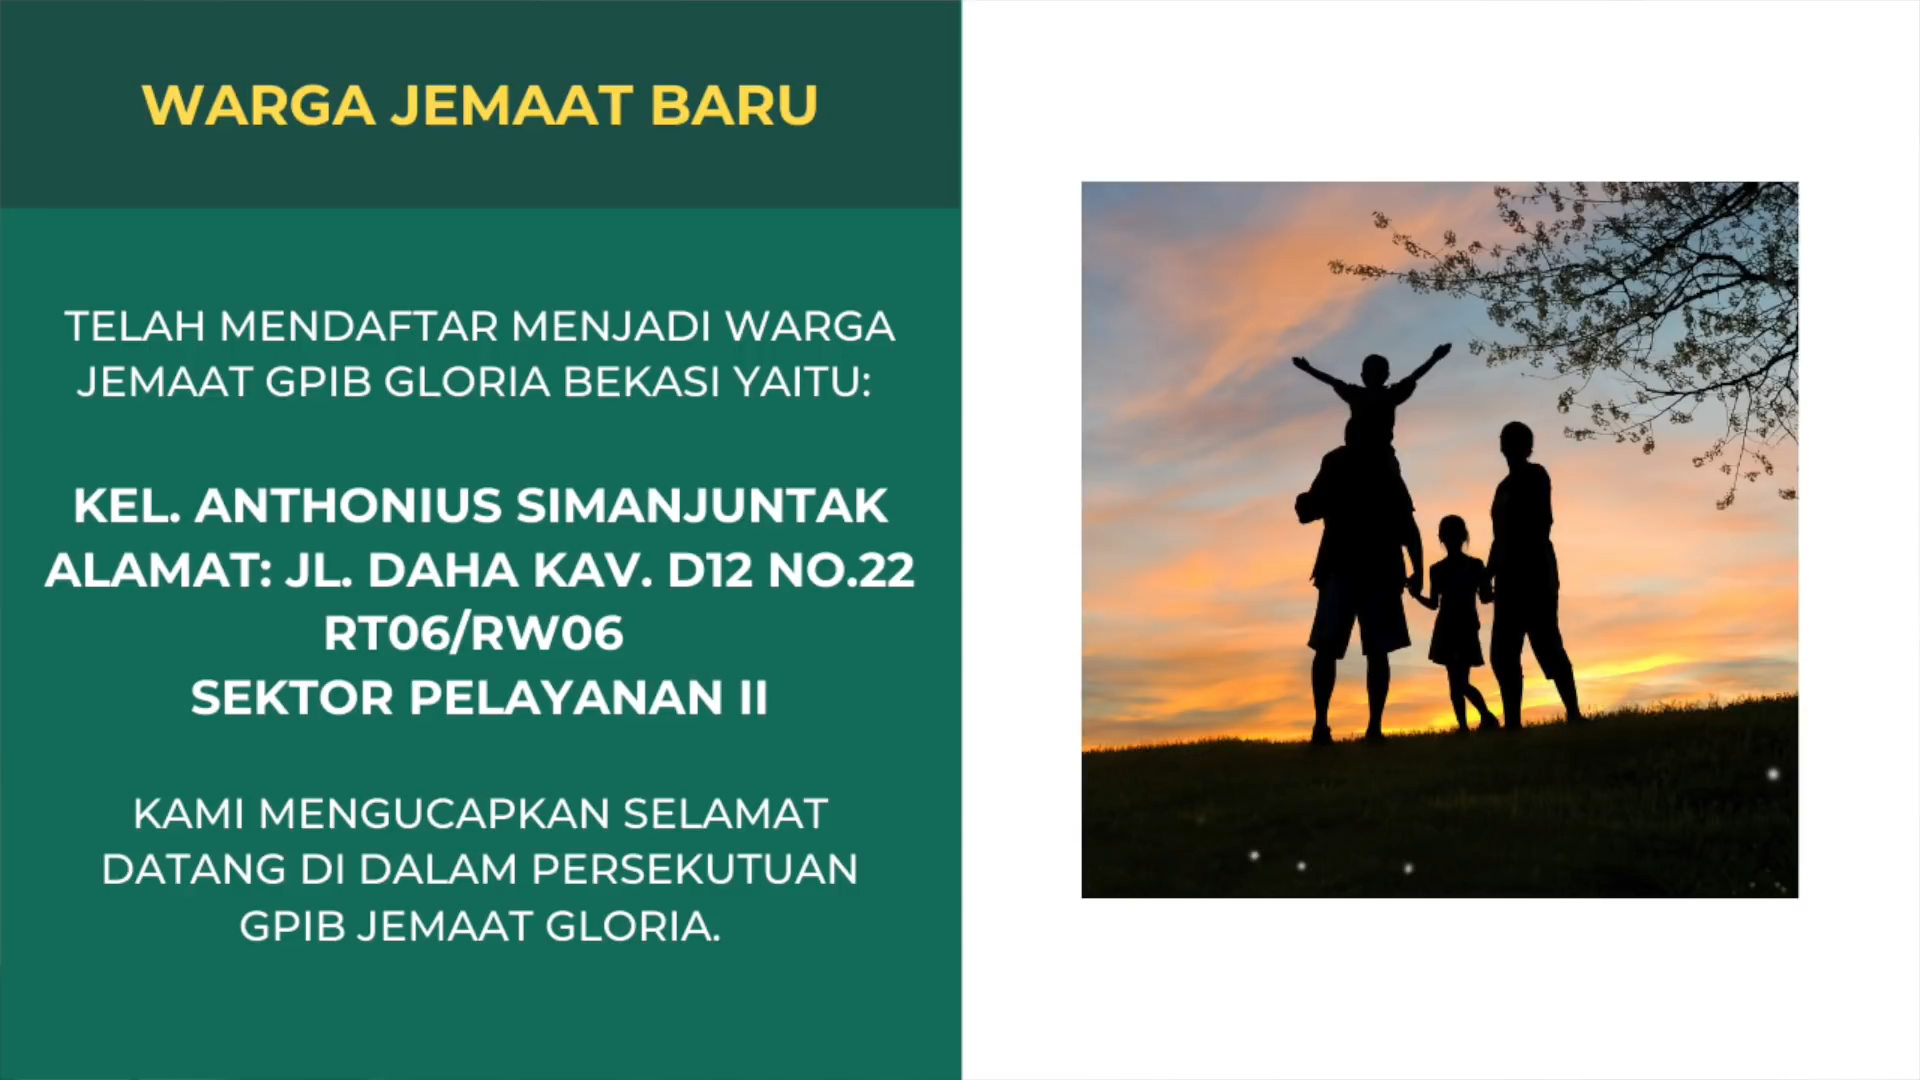 WARGA JEMAAT BARU
TELAH MENDAFTAR MENJADI WARGA
JEMAAT GPIB GLORIA BEKASI YAITU:
KEL. ANTHONIUS SIMANJUNTAK
ALAMAT: JL. DAHA KAV. D12 NO.22
RT06/RW06
SEKTOR PELAYANAN II
KAMI MENGUCAPKAN SELAMAT
DATANG DI DALAM PERSEKUTUAN
GPIB JEMAAT GLORIA.